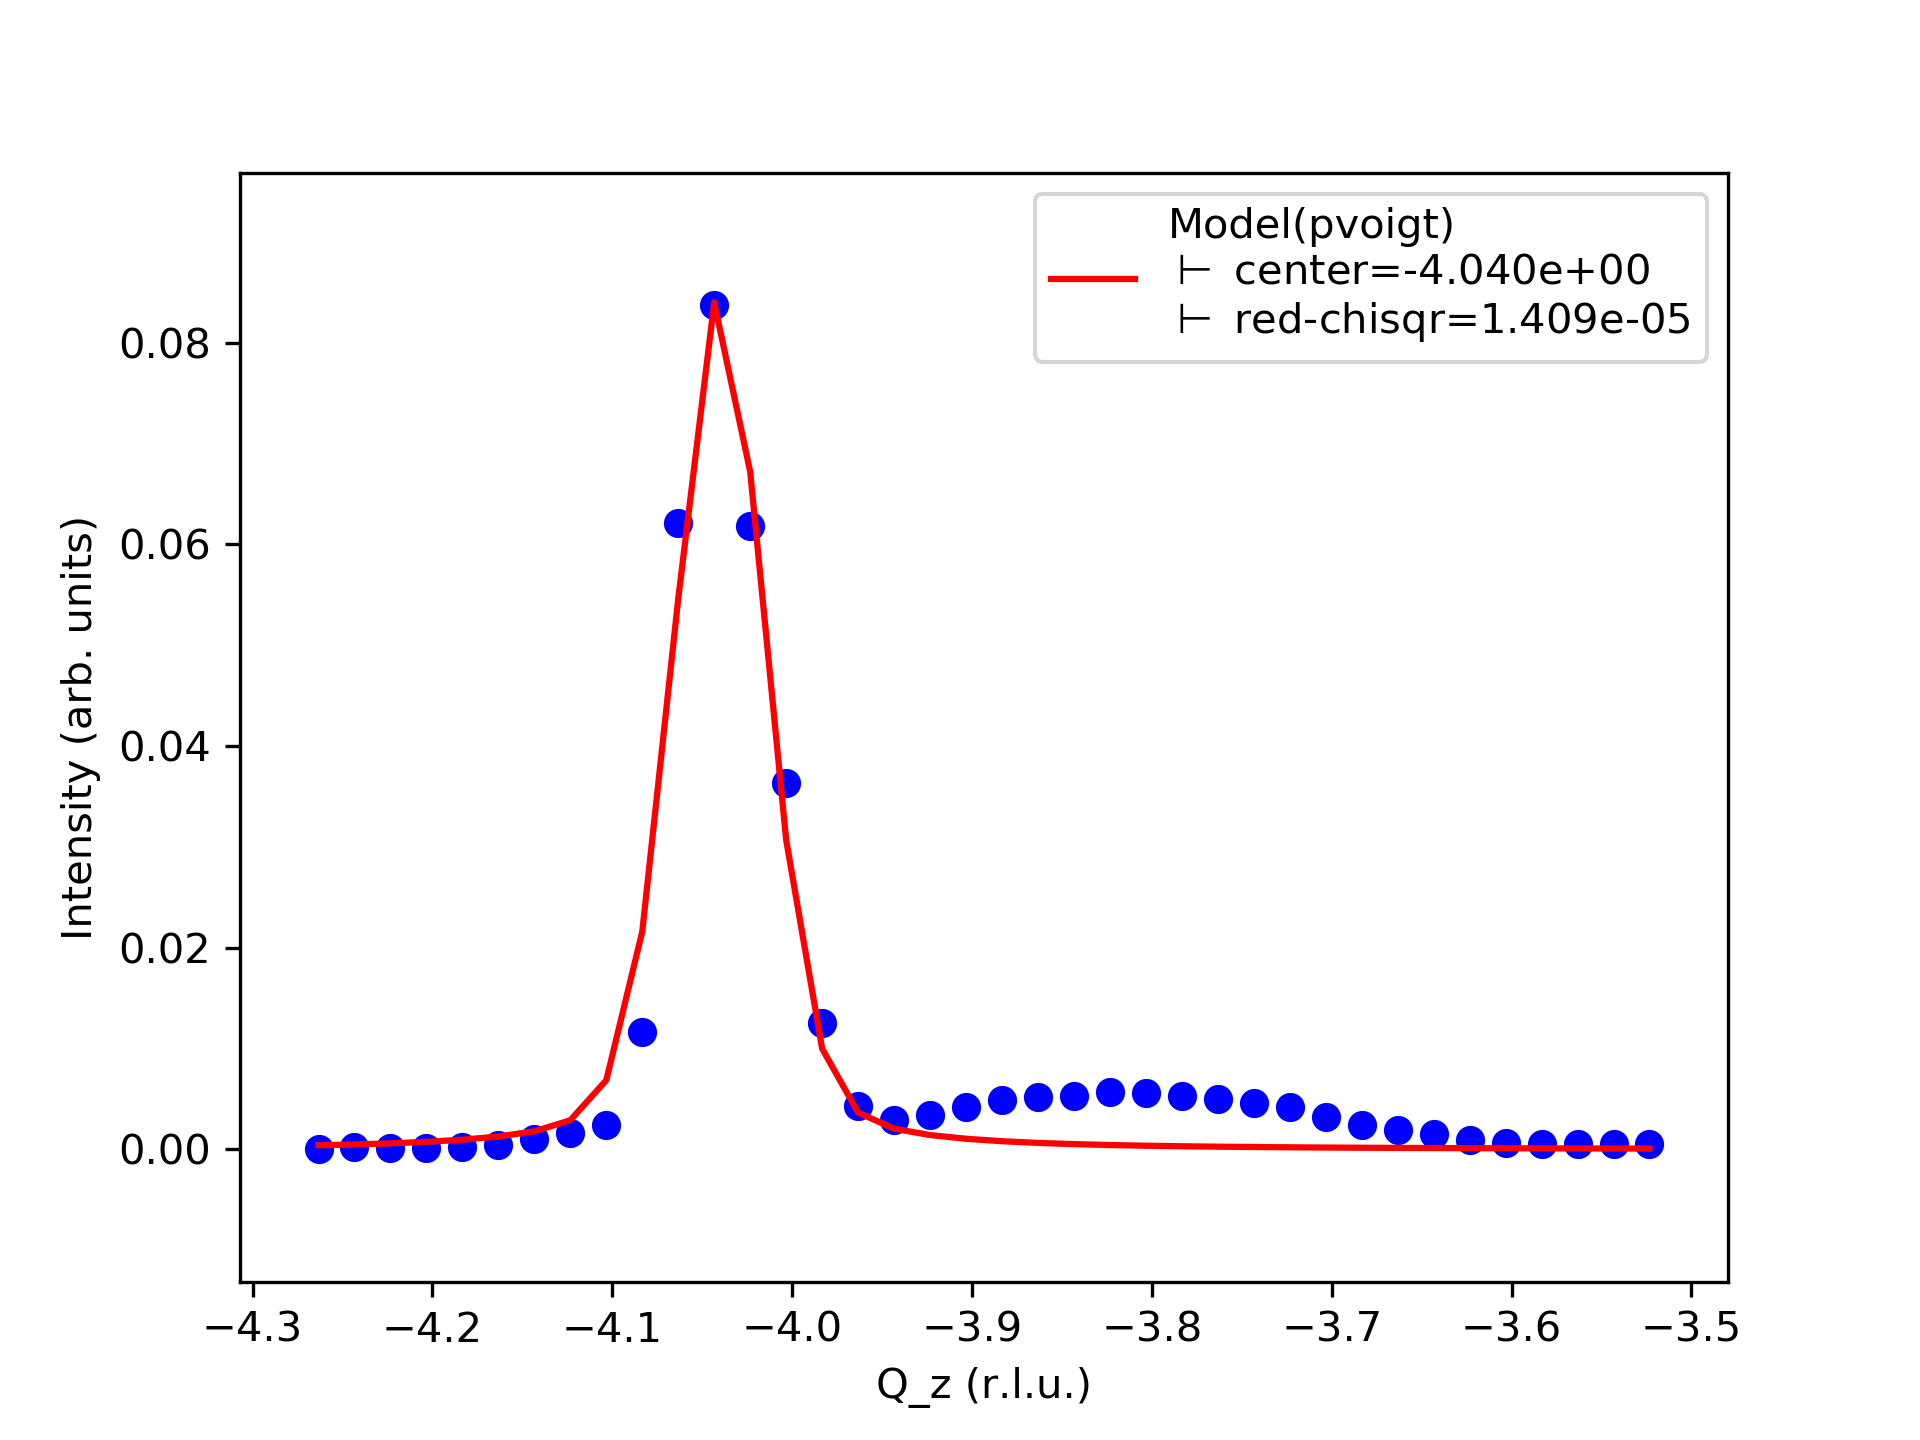 Model(pvoigt)
⊢ center=-4.040e+00
⊢ red-chisqr=1.409e-05
0.08
0.06
0.04
0.02
0.00
Intensity (arb. units)
−4.3 −4.2 −4.1 −4.0 −3.9 −3.8 −3.7 −3.6 −3.5
Q_z (r.l.u.)